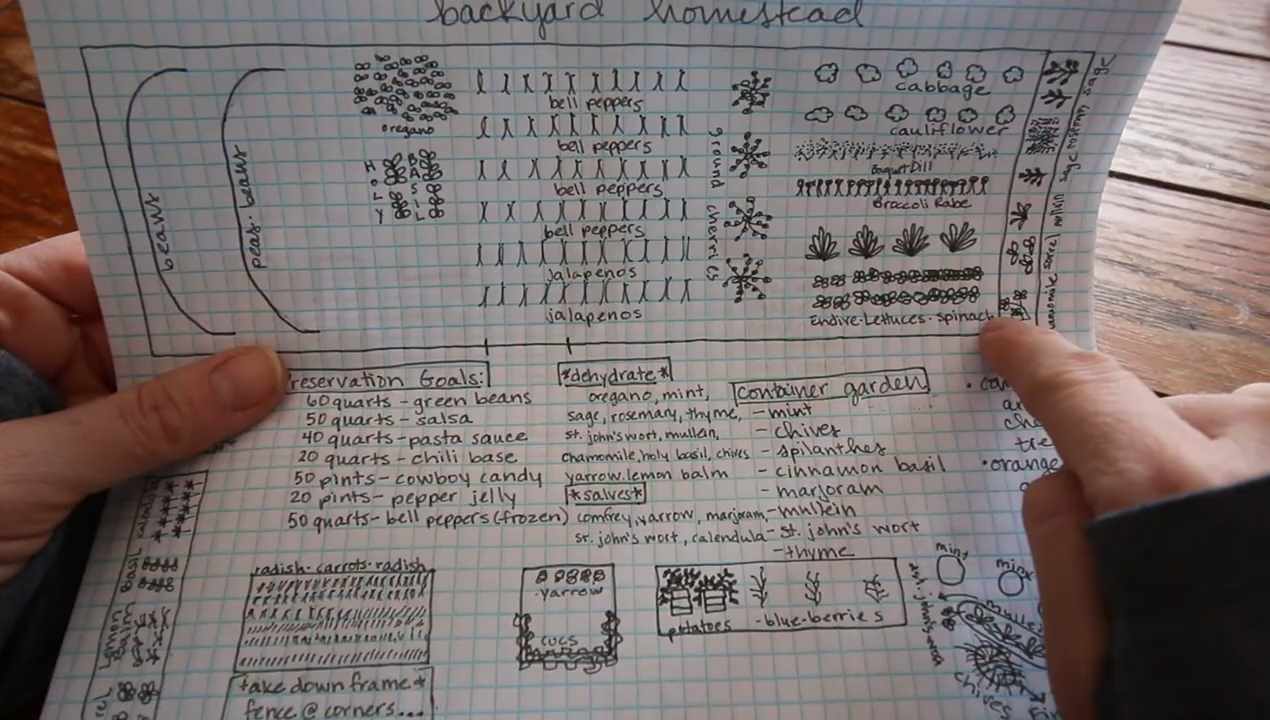 backyard homestead
beans
peas-beans
oregano
HOLY
BASIL
bell peppers
bell peppers
bell peppers
bell peppers
jalapenos
jalapenos
ground cherries
cabbage
cauliflower
Bouquet Dill
Broccoli Rabe
Endive-Lettuces-Spinach
sage
rosemary
sage
mullein
sorrel
reservation Goals:
60 quarts - green beans
50 quarts - salsa
40 quarts - pasta sauce
20 quarts - chili base
50 pints - cowboy candy
20 pints - pepper jelly
50 quarts - bell peppers (frozen)
*dehydrate*
oregano, mint,
sage, rosemary, thyme,
st. john's wort, mullein,
chamomile, holy basil, chives
yarrow. lemon balm
*salves*
comfrey, yarrow, marjoram,
st. john's wort, calendula
container garden
- mint
- chives
- spilanthes
- cinnamon basil
- marjoram
- mullein
- st. john's wort
- thyme
• orange
calendula
basil
lemon balm
radish-carrots-radish
take down frame*
fence @ corners...
yarrow
cucs
potatoes
-blue-berries
mint
mint
st. john's wort
chives